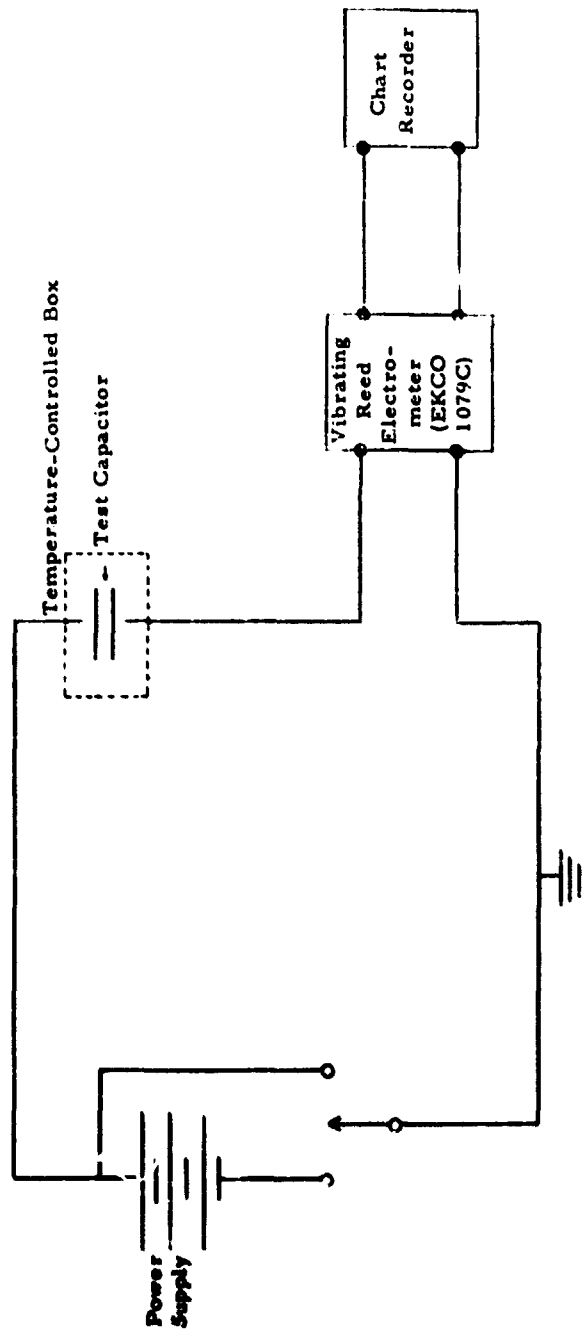 Power
Supply
Temperature-Controlled Box
Test Capacitor
Vibrating
Reed
Electro-
meter
(EKCO
1079C)
Chart
Recorder